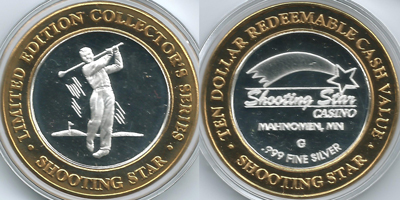 · LIMITED EDITION COLLECTOR'S SERIES ·
SHOOTING STAR
· TEN DOLLAR REDEEMABLE CASH VALUE ·
Shooting Star
CASINO
MAHNOMEN, MN
G
.999 FINE SILVER
SHOOTING STAR